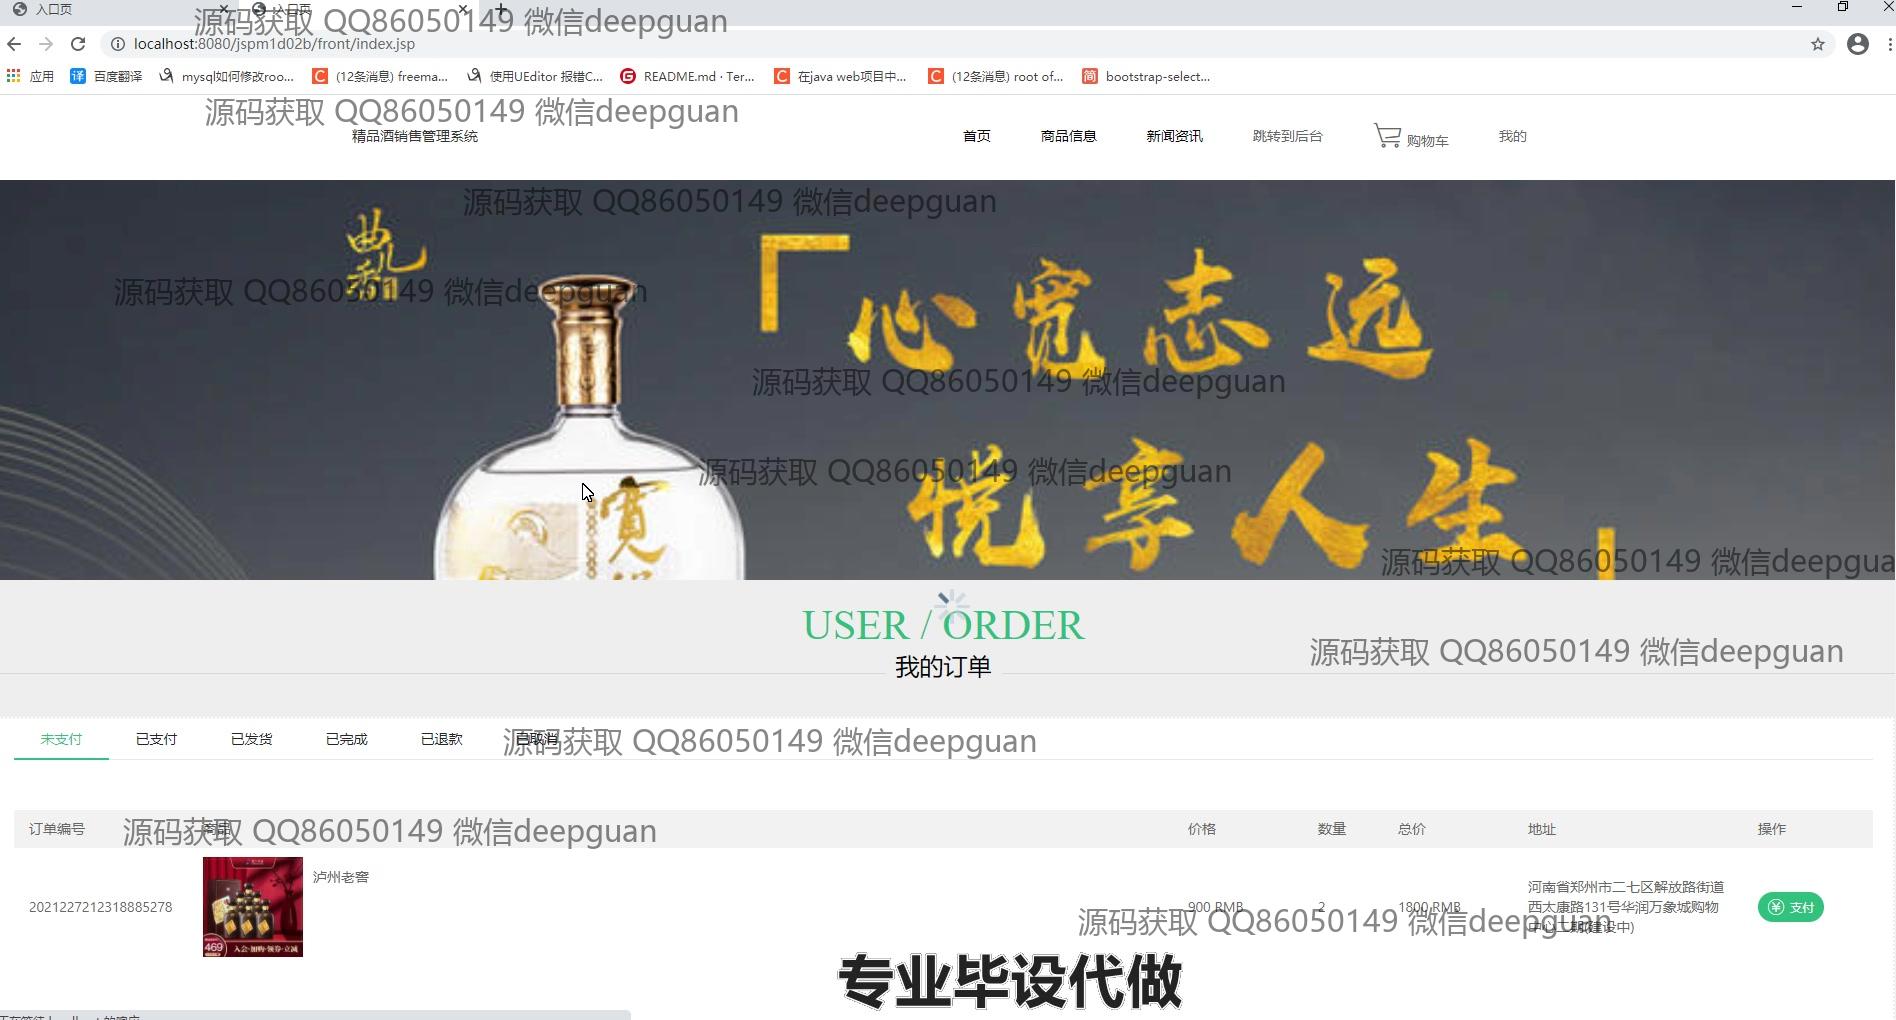 入口页
入口页
源码获取 QQ86050149 微信deepguan
localhost:8080/jspm1d02b/front/index.jsp
应用 百度翻译 mysql如何修改roo... (12条消息) freema... 使用UEditor 报错C... README.md · Ter... 在java web项目中... (12条消息) root of... bootstrap-select...
源码获取 QQ86050149 微信deepguan
精品酒销售管理系统 首页 商品信息 新闻资讯 跳转到后台 购物车 我的
源码获取 QQ86050149 微信deepguan
「心宽志远
源码获取 QQ86050149 微信deepguan
源码获取 QQ86050149 微信deepguan
源码获取 QQ86050149 微信deepguan
悦享人生」
寛
源码获取 QQ86050149 微信deepgua
USER / ORDER
源码获取 QQ86050149 微信deepguan
我的订单
未支付 已支付 已发货 已完成 已退款 已取消
源码获取 QQ86050149 微信deepguan
订单编号 商品 价格 数量 总价 地址 操作
源码获取 QQ86050149 微信deepguan
泸州老窖
2021227212318885278 900 RMB 2 1800 RMB
河南省郑州市二七区解放路街道
西太康路131号华润万象城购物
中心二期(建设中)
支付
469
入会·加购·领券·立减
源码获取 QQ86050149 微信deepguan
专业毕设代做